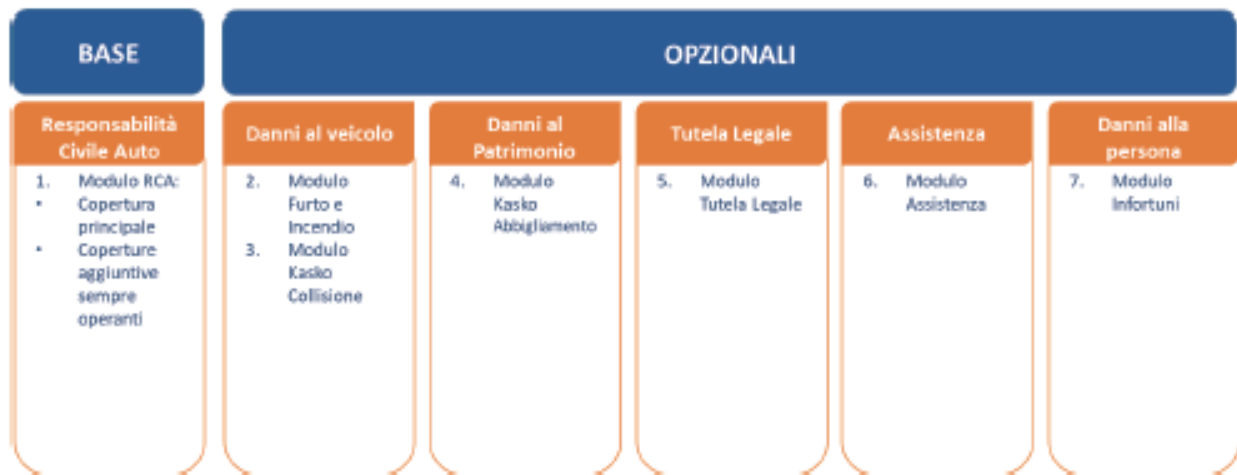 BASE
OPZIONALI
Responsabilità
Civile Auto
1. Modulo RCA:
• Copertura
principale
• Coperture
aggiuntive
sempre
operanti
Danni al veicolo
2. Modulo
Furto e
Incendio
3. Modulo
Kasko
Collisione
Danni al
Patrimonio
4. Modulo
Kasko
Abbigliamento
Tutela Legale
5. Modulo
Tutela Legale
Assistenza
6. Modulo
Assistenza
Danni alla
persona
7. Modulo
Infortuni